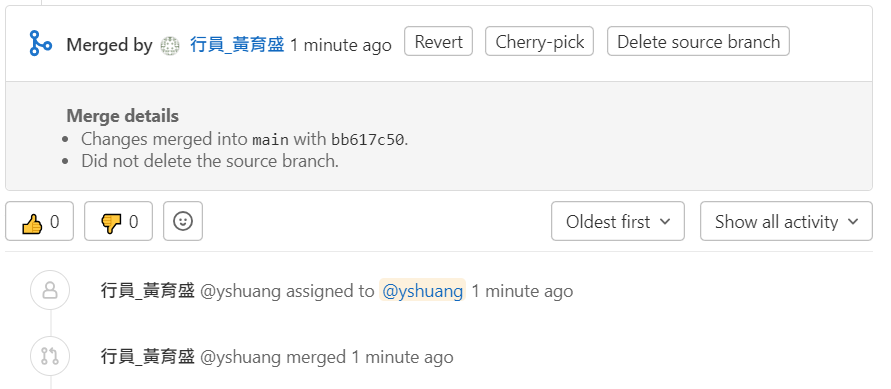 Merged by 行員_黃育盛 1 minute ago Revert Cherry-pick Delete source branch
Merge details
Changes merged into main with bb617c50.
Did not delete the source branch.
0 0 Oldest first Show all activity
行員_黃育盛 @yshuang assigned to @yshuang 1 minute ago
行員_黃育盛 @yshuang merged 1 minute ago